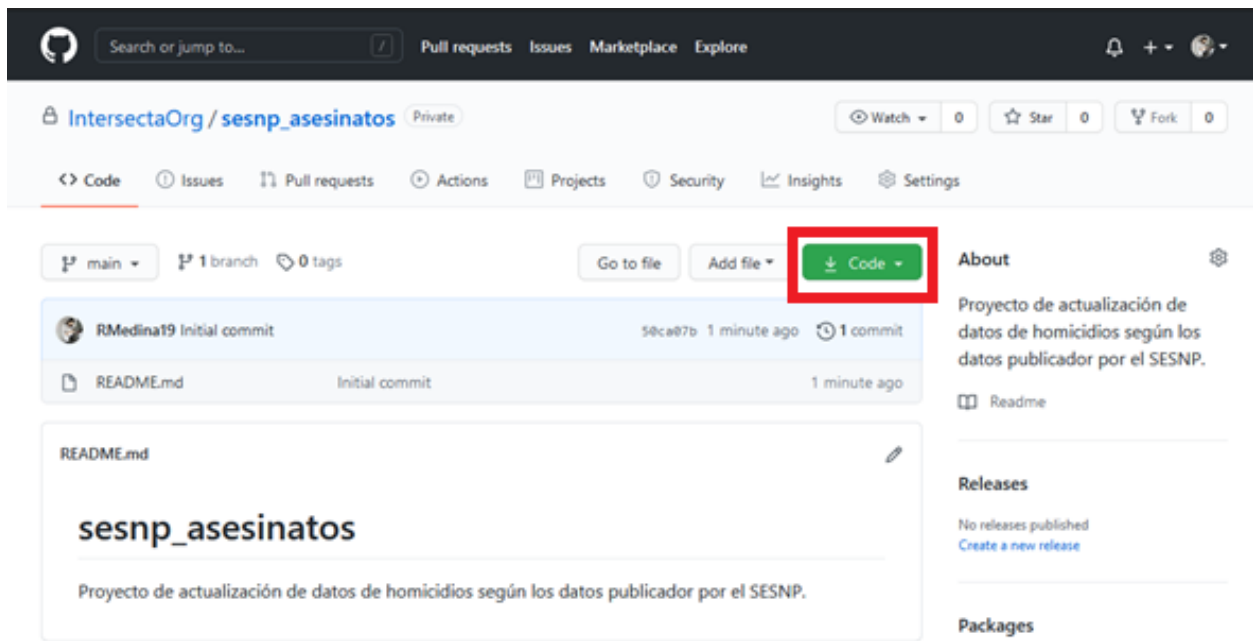 Search or jump to... / Pull requests Issues Marketplace Explore
IntersectaOrg / sesnp_asesinatos Private Watch 0 Star 0 Fork 0
<> Code Issues Pull requests Actions Projects Security Insights Settings
main 1 branch 0 tags Go to file Add file Code
RMedina19 Initial commit 50ca07b 1 minute ago 1 commit
README.md Initial commit 1 minute ago
README.md
sesnp_asesinatos
Proyecto de actualización de datos de homicidios según los datos publicador por el SESNP.
About
Proyecto de actualización de
datos de homicidios según los
datos publicador por el SESNP.
Readme
Releases
No releases published
Create a new release
Packages